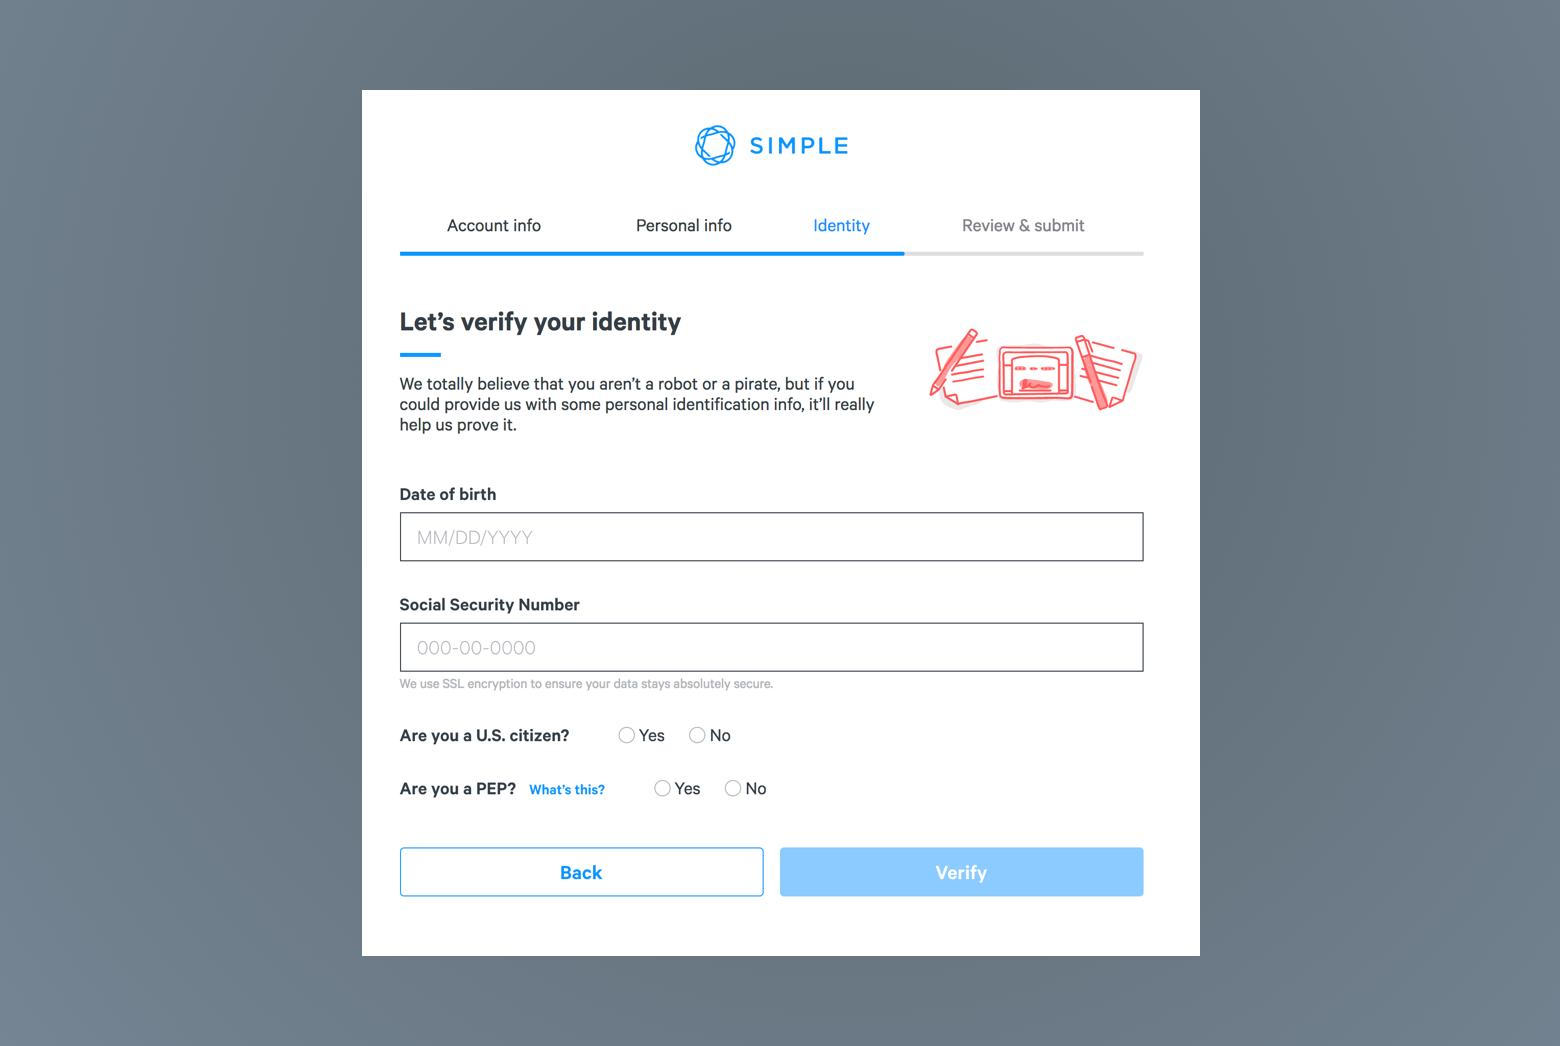 SIMPLE
Account info
Personal info
Identity
Review & submit
Let’s verify your identity
We totally believe that you aren’t a robot or a pirate, but if you
could provide us with some personal identification info, it’ll really
help us prove it.
Date of birth
MM/DD/YYYY
Social Security Number
000-00-0000
We use SSL encryption to ensure your data stays absolutely secure.
Are you a U.S. citizen? Yes No
Are you a PEP? What’s this? Yes No
Back
Verify